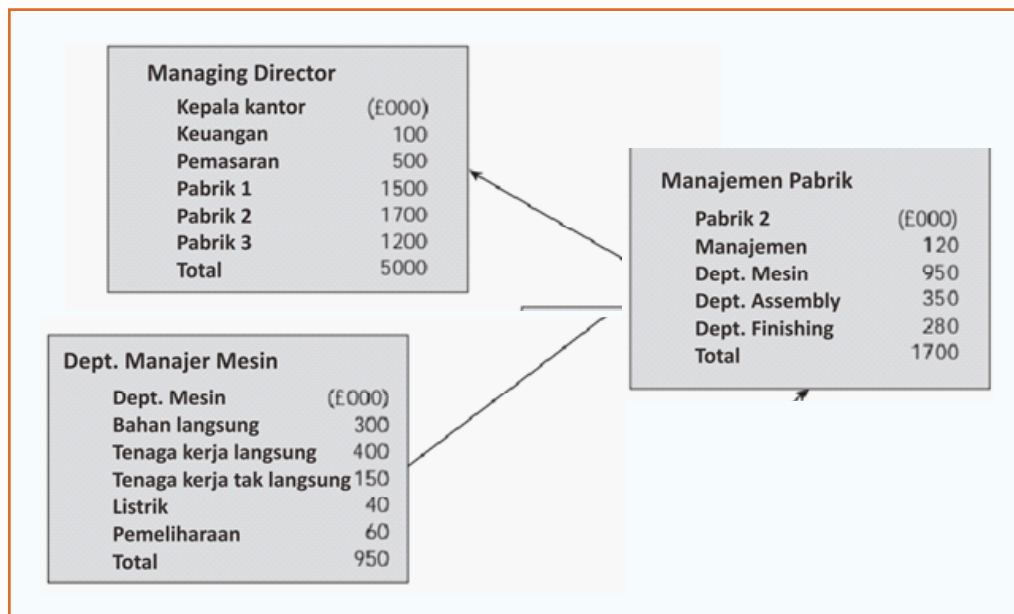 Managing Director
Kepala kantor (£000)
Keuangan 100
Pemasaran 500
Pabrik 1 1500
Pabrik 2 1700
Pabrik 3 1200
Total 5000
Manajemen Pabrik
Pabrik 2 (£000)
Manajemen 120
Dept. Mesin 950
Dept. Assembly 350
Dept. Finishing 280
Total 1700
Dept. Manajer Mesin
Dept. Mesin (£000)
Bahan langsung 300
Tenaga kerja langsung 400
Tenaga kerja tak langsung 150
Listrik 40
Pemeliharaan 60
Total 950